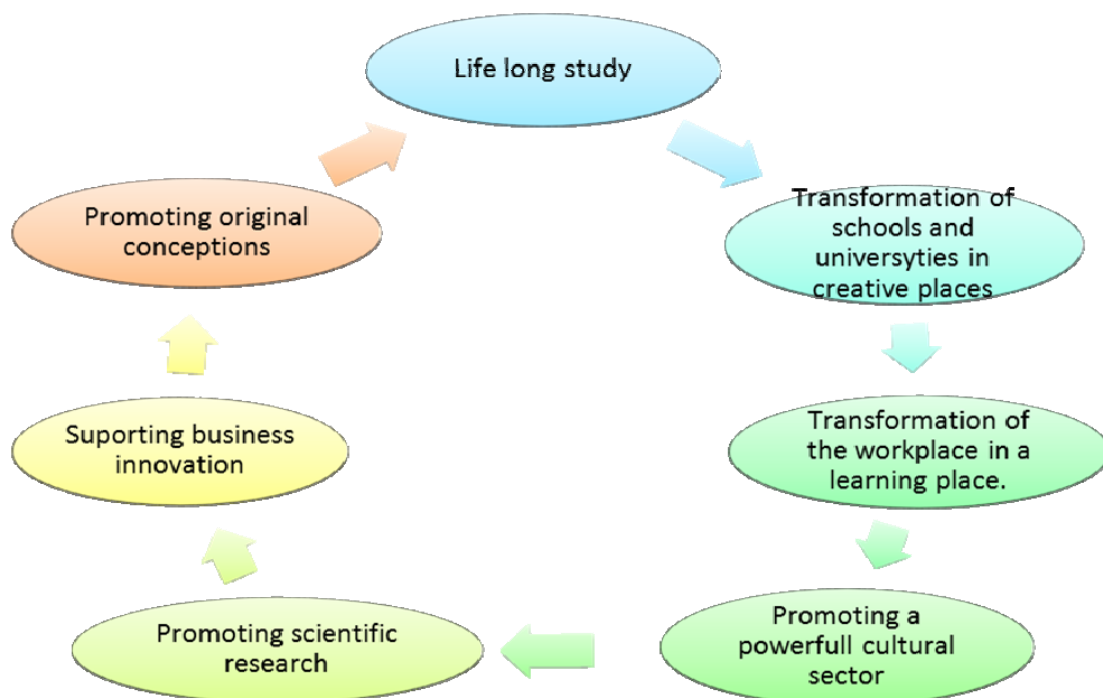 Life long study
Transformation of
schools and
universyties in
creative places
Transformation of
the workplace in a
learning place.
Promoting a
powerfull cultural
sector
Promoting scientific
research
Suporting business
innovation
Promoting original
conceptions